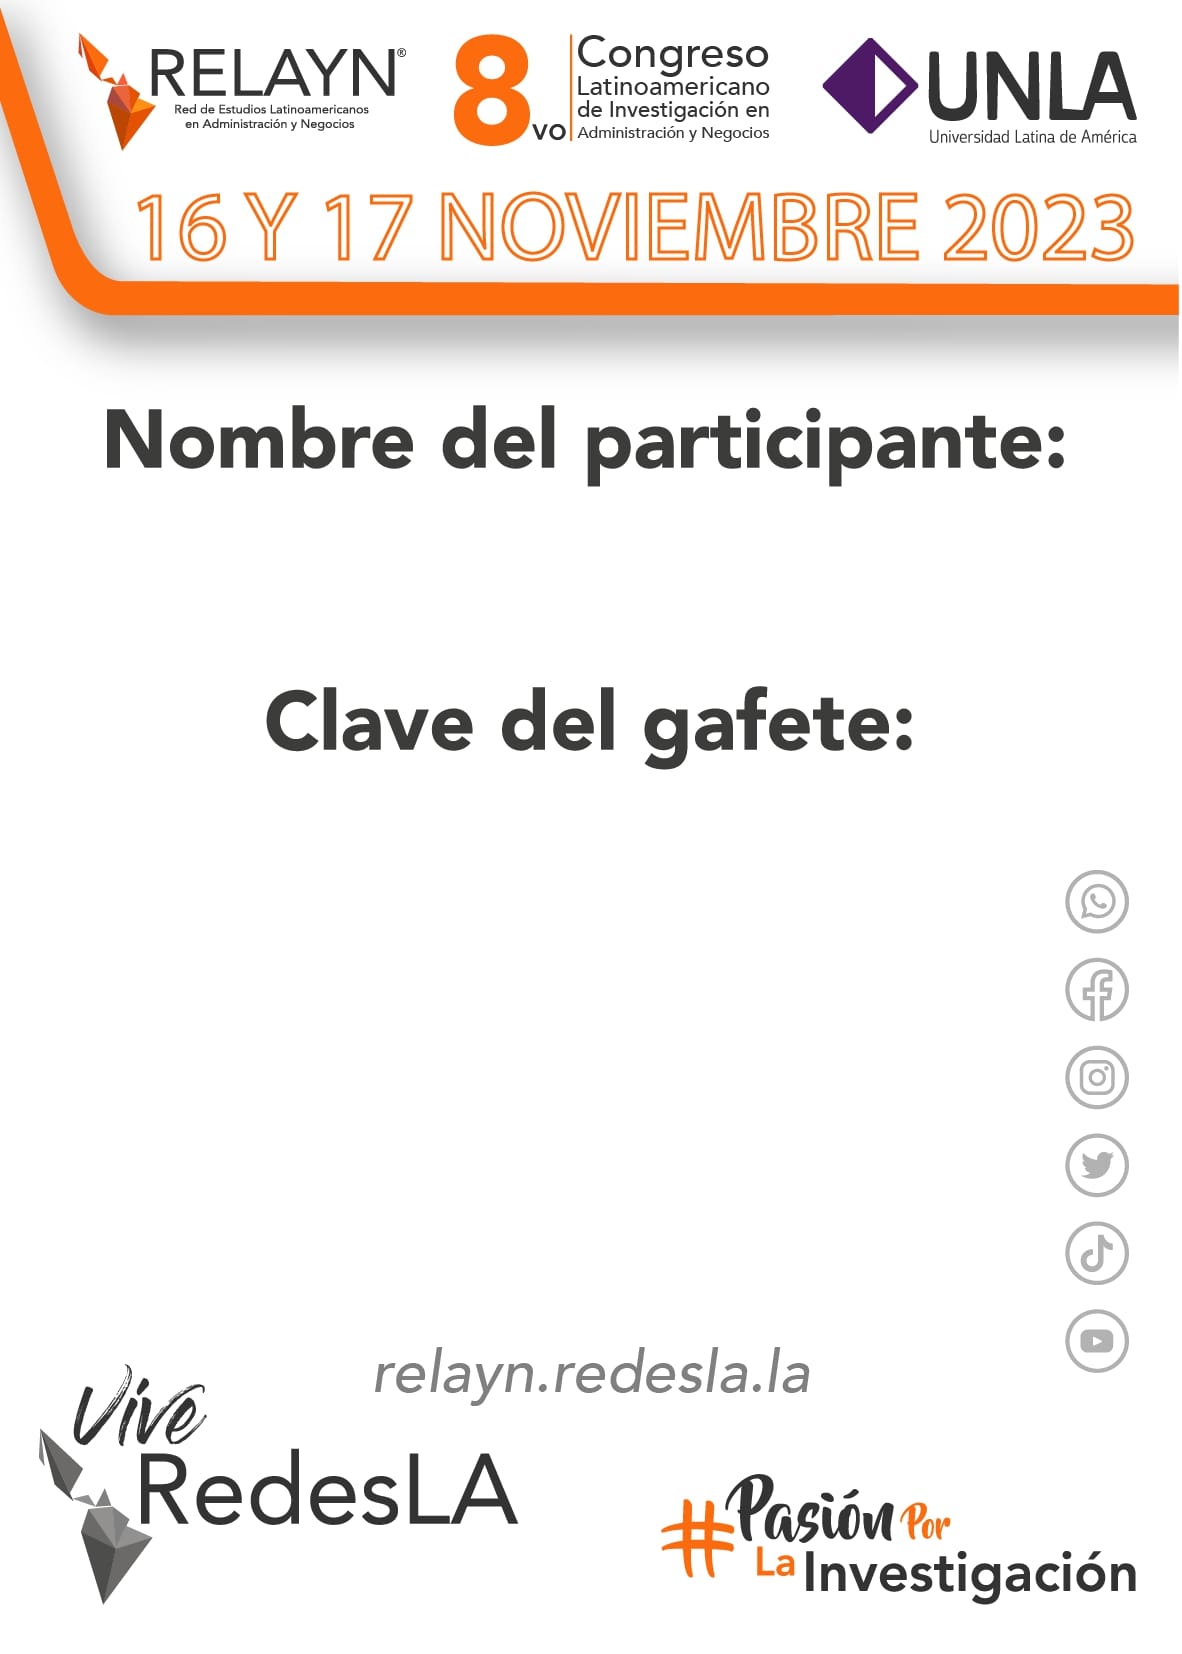 RELAYN®
Red de Estudios Latinoamericanos
en Administración y Negocios
8vo
Congreso
Latinoamericano
de Investigación en
Administración y Negocios
UNLA
Universidad Latina de América
16 Y 17 NOVIEMBRE 2023
Nombre del participante:
Clave del gafete:
relayn.redesla.la
Vive
RedesLA
#Pasión Por
La Investigación